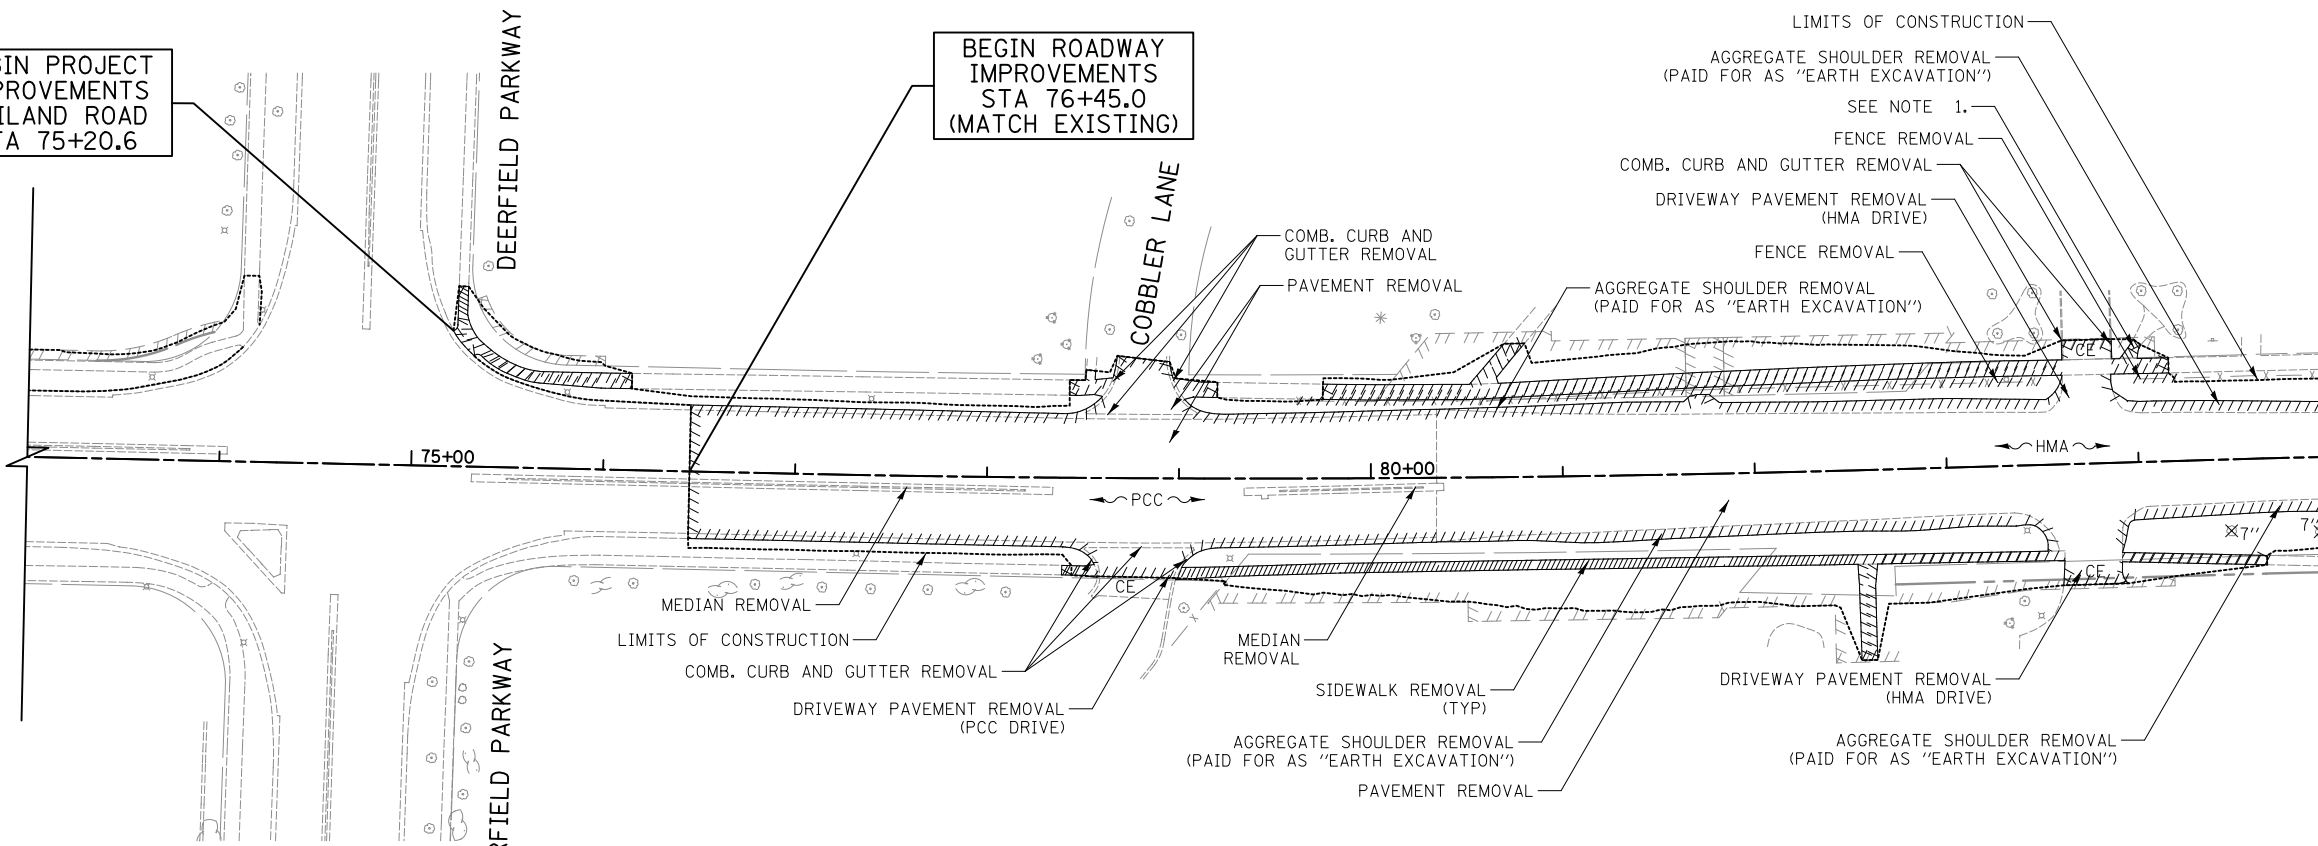 IN PROJECT
PROVEMENTS
ILAND ROAD
TA 75+20.6
DEERFIELD PARKWAY
BEGIN ROADWAY
IMPROVEMENTS
STA 76+45.0
(MATCH EXISTING)
COBBLER LANE
LIMITS OF CONSTRUCTION
AGGREGATE SHOULDER REMOVAL
(PAID FOR AS "EARTH EXCAVATION")
SEE NOTE 1.
FENCE REMOVAL
COMB. CURB AND GUTTER REMOVAL
DRIVEWAY PAVEMENT REMOVAL
(HMA DRIVE)
FENCE REMOVAL
COMB. CURB AND
GUTTER REMOVAL
PAVEMENT REMOVAL
AGGREGATE SHOULDER REMOVAL
(PAID FOR AS "EARTH EXCAVATION")
CE
75+00
80+00
HMA
PCC
7"
7'
CE
CE
MEDIAN REMOVAL
LIMITS OF CONSTRUCTION
COMB. CURB AND GUTTER REMOVAL
DRIVEWAY PAVEMENT REMOVAL
(PCC DRIVE)
MEDIAN
REMOVAL
SIDEWALK REMOVAL
(TYP)
AGGREGATE SHOULDER REMOVAL
(PAID FOR AS "EARTH EXCAVATION")
PAVEMENT REMOVAL
DRIVEWAY PAVEMENT REMOVAL
(HMA DRIVE)
AGGREGATE SHOULDER REMOVAL
(PAID FOR AS "EARTH EXCAVATION")
RFIELD PARKWAY